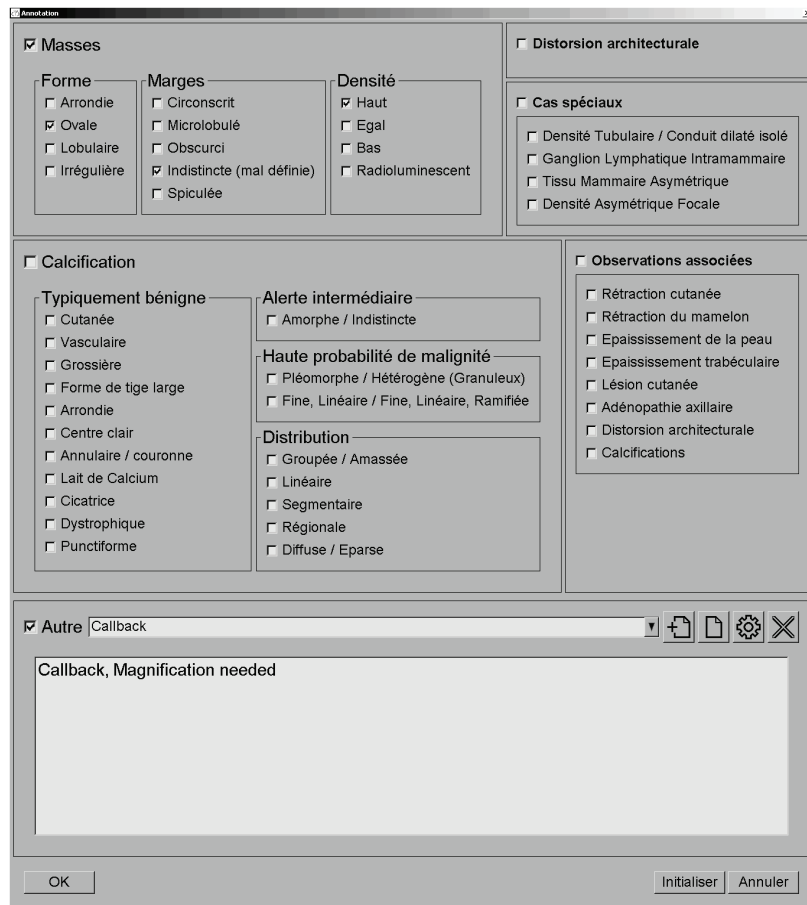 Annotation
Masses
Forme
Arrondie
Ovale
Lobulaire
Irrégulière
Marges
Circonscrit
Microlobulé
Obscurci
Indistincte (mal définie)
Spiculée
Densité
Haut
Egal
Bas
Radioluminescent
Distorsion architecturale
Cas spéciaux
Densité Tubulaire / Conduit dilaté isolé
Ganglion Lymphatique Intramammaire
Tissu Mammaire Asymétrique
Densité Asymétrique Focale
Calcification
Typiquement bénigne
Cutanée
Vasculaire
Grossière
Forme de tige large
Arrondie
Centre clair
Annulaire / couronne
Lait de Calcium
Cicatrice
Dystrophique
Punctiforme
Alerte intermédiaire
Amorphe / Indistincte
Haute probabilité de malignité
Pléomorphe / Hétérogène (Granuleux)
Fine, Linéaire / Fine, Linéaire, Ramifiée
Distribution
Groupée / Amassée
Linéaire
Segmentaire
Régionale
Diffuse / Eparse
Observations associées
Rétraction cutanée
Rétraction du mamelon
Epaississement de la peau
Epaississement trabéculaire
Lésion cutanée
Adénopathie axillaire
Distorsion architecturale
Calcifications
Autre Callback
Callback, Magnification needed
OK
Initialiser Annuler